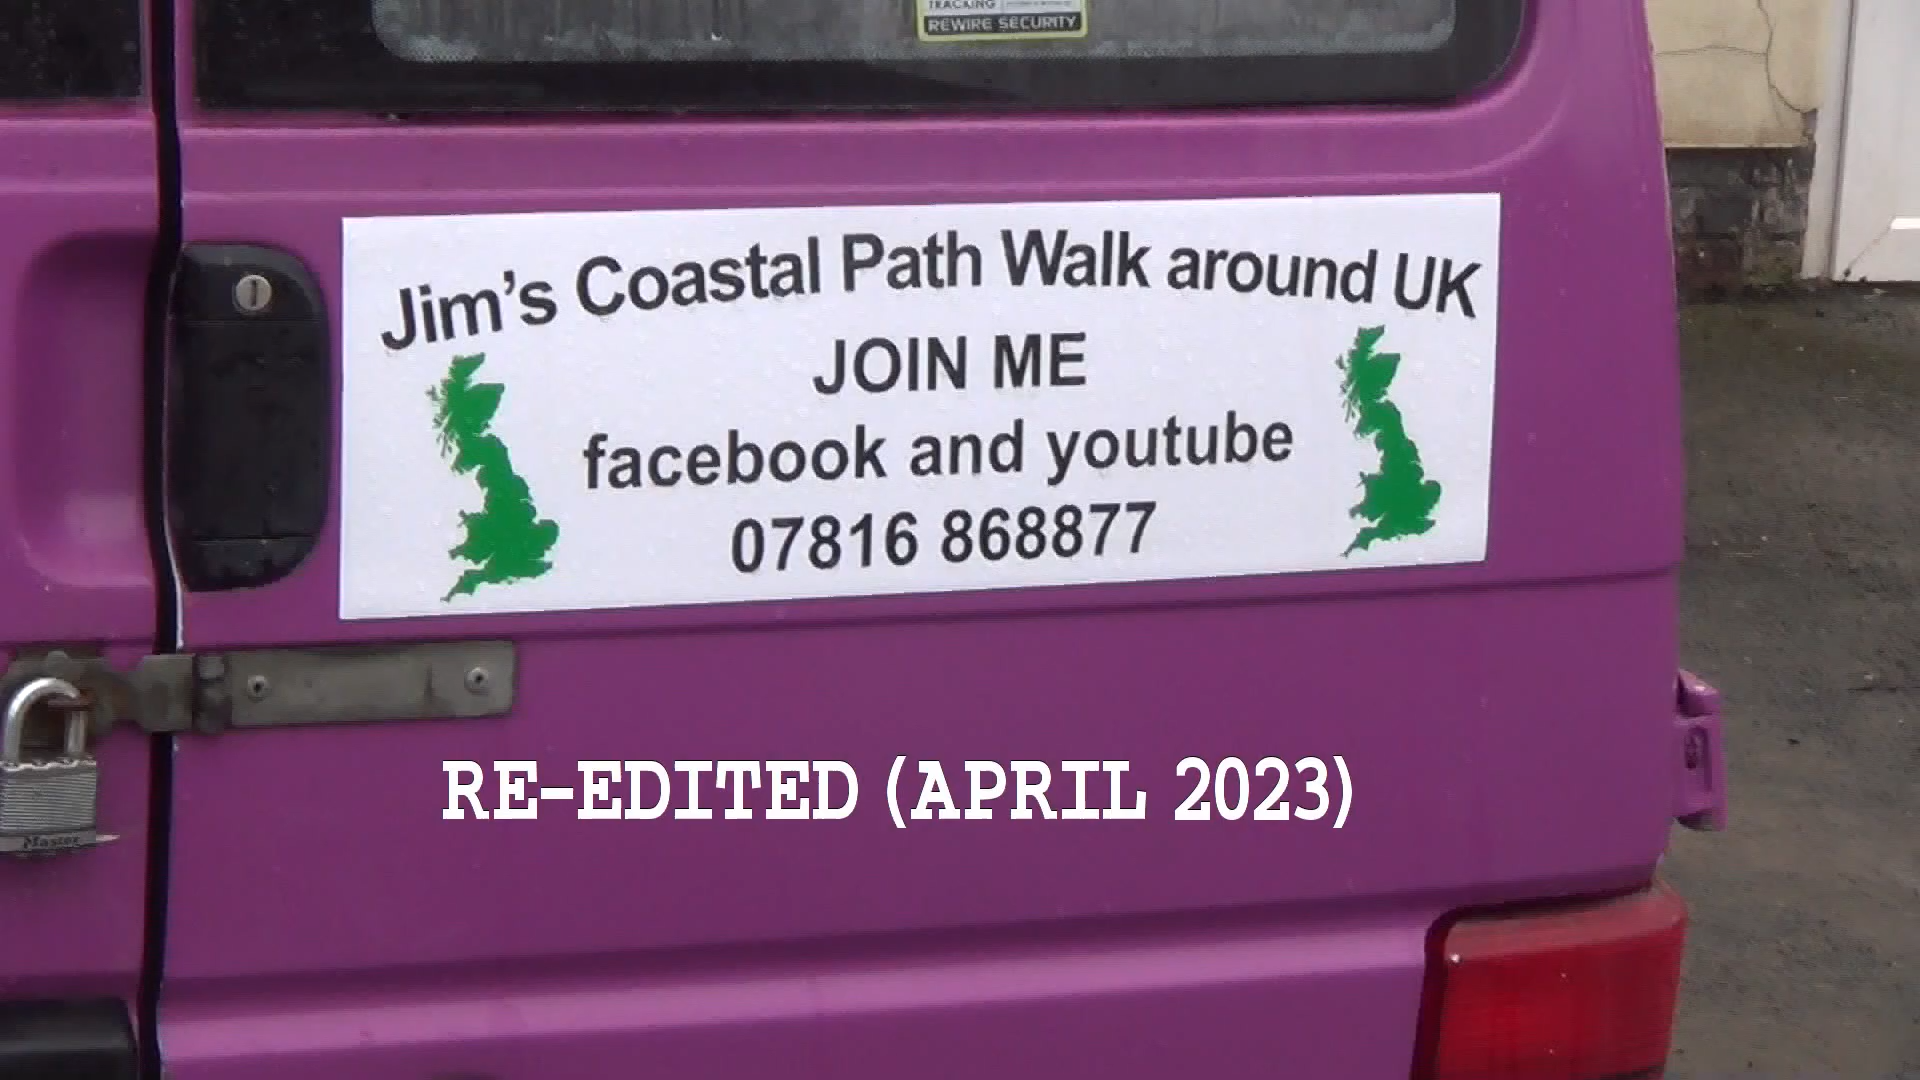 TRACKING
REWIRE SECURITY
Jim's Coastal Path Walk around UK
JOIN ME
facebook and youtube
07816 868877
RE-EDITED (APRIL 2023)
Master